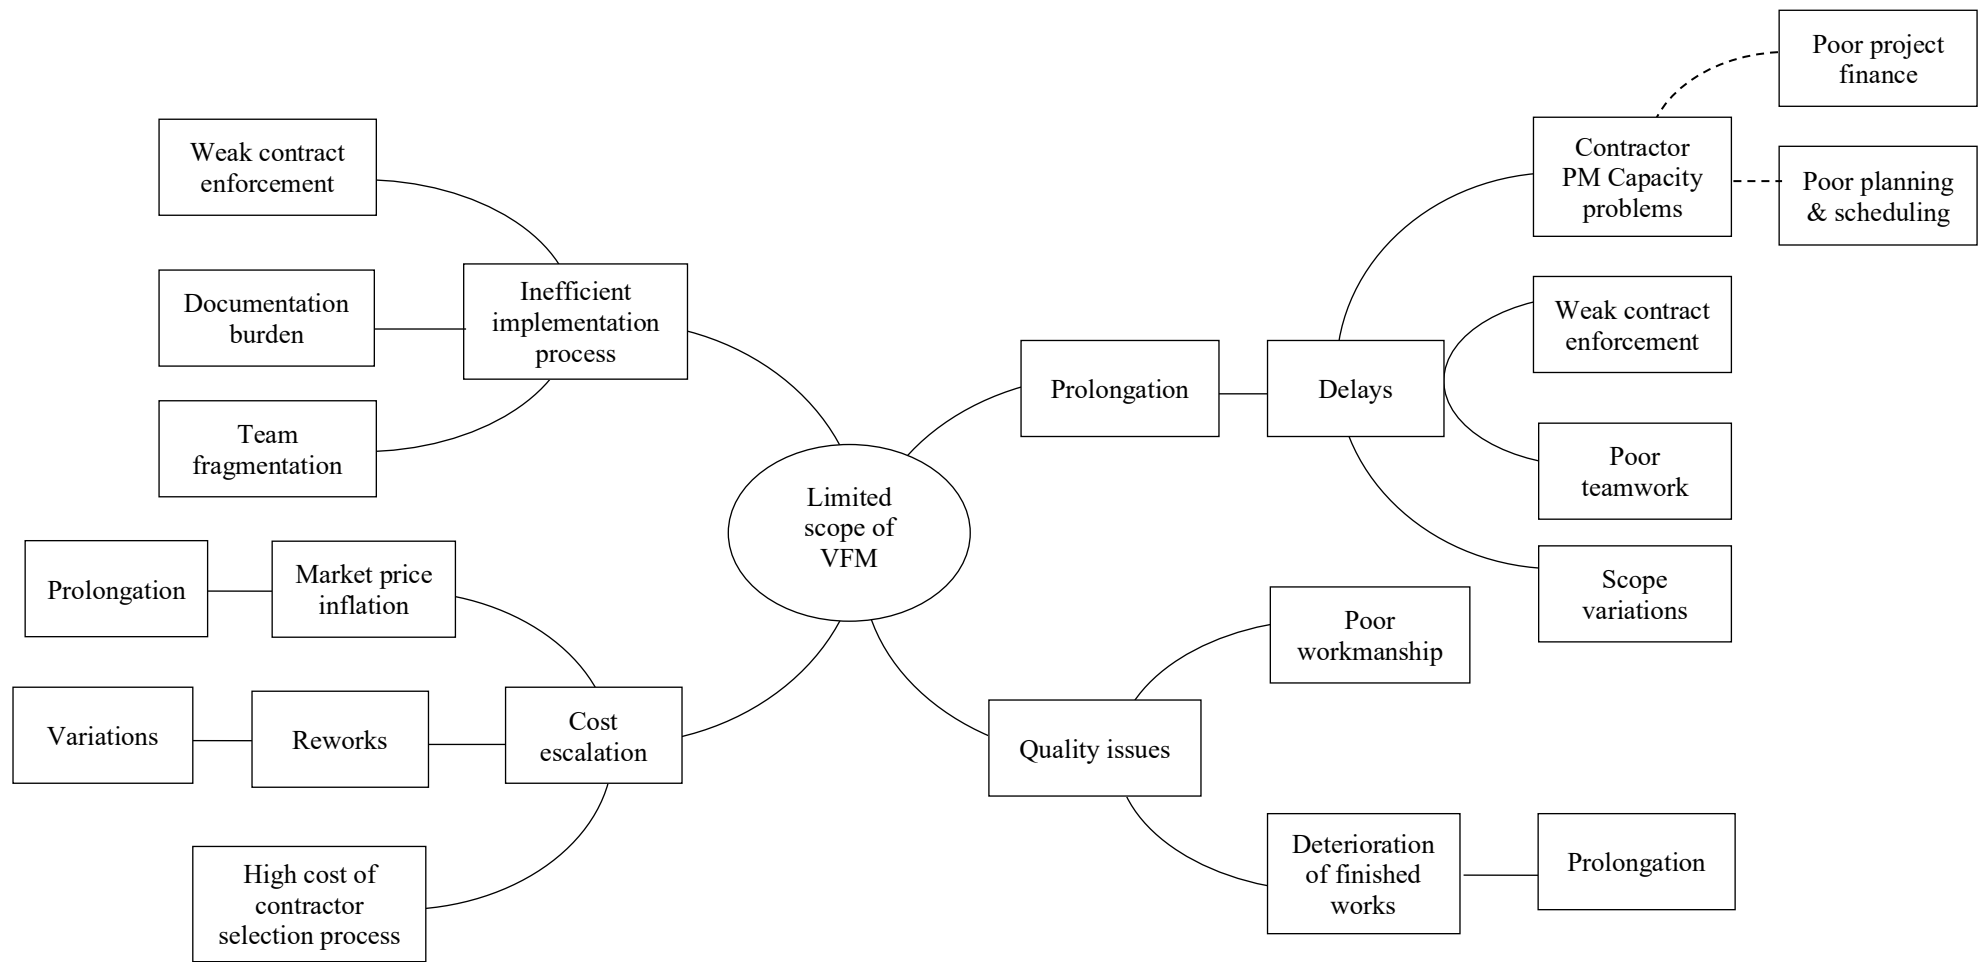 Poor project
finance
Weak contract
enforcement
Contractor
PM Capacity
problems
Poor planning
& scheduling
Documentation
burden
Inefficient
implementation
process
Weak contract
enforcement
Prolongation
Delays
Team
fragmentation
Poor
teamwork
Limited
scope of
VFM
Prolongation
Market price
inflation
Scope
variations
Poor
workmanship
Variations
Reworks
Cost
escalation
Quality issues
High cost of
contractor
selection process
Deterioration
of finished
works
Prolongation